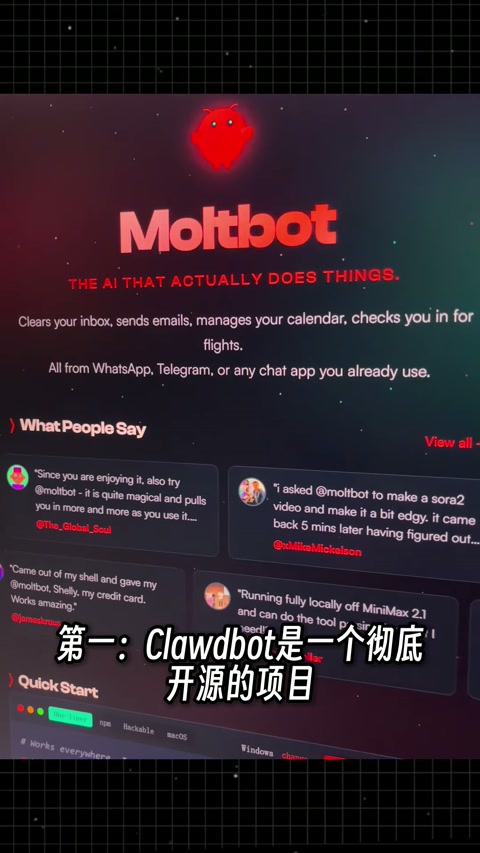 Moltbot
THE AI THAT ACTUALLY DOES THINGS.
Clears your inbox, sends emails, manages your calendar, checks you in for
flights.
All from WhatsApp, Telegram, or any chat app you already use.
⟩ What People Say
View all
"Since you are enjoying it, also try
@moltbot - it is quite magical and pulls
you in more and more as you use it....
@The_Global_Soul
"i asked @moltbot to make a sora2
video and make it a bit edgy. it came
back 5 mins later having figured out...
@xMikeMickelson
"Came out of my shell and gave my
@moltbot, Shelly, my credit card.
Works amazing."
"Running fully locally off MiniMax 2.1
and can do the tool
第一：Clawdbot是一个彻底
开源的项目
⟩ Quick Start
One-liner npm Hackable macOS
Windows
# Works everywhere.